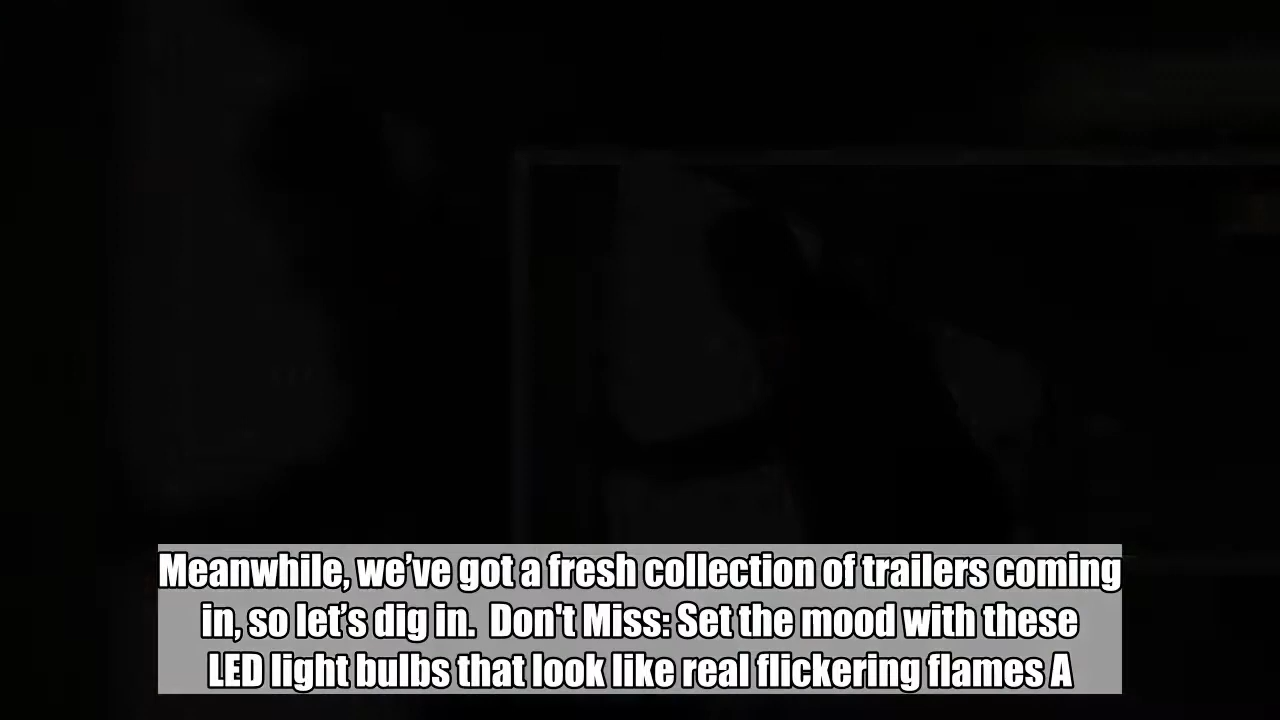 Meanwhile, we’ve got a fresh collection of trailers coming
in, so let’s dig in.  Don't Miss: Set the mood with these
LED light bulbs that look like real flickering flames A